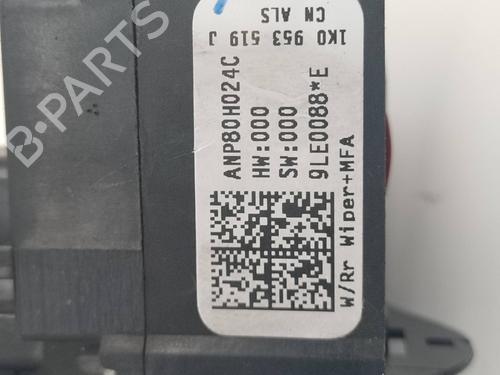 1K0 953 519 J
CN ALS
ANP80H024C
HW:000
SW:000
9LE0088*E
W/Rr Wiper+MFA
B-PARTS